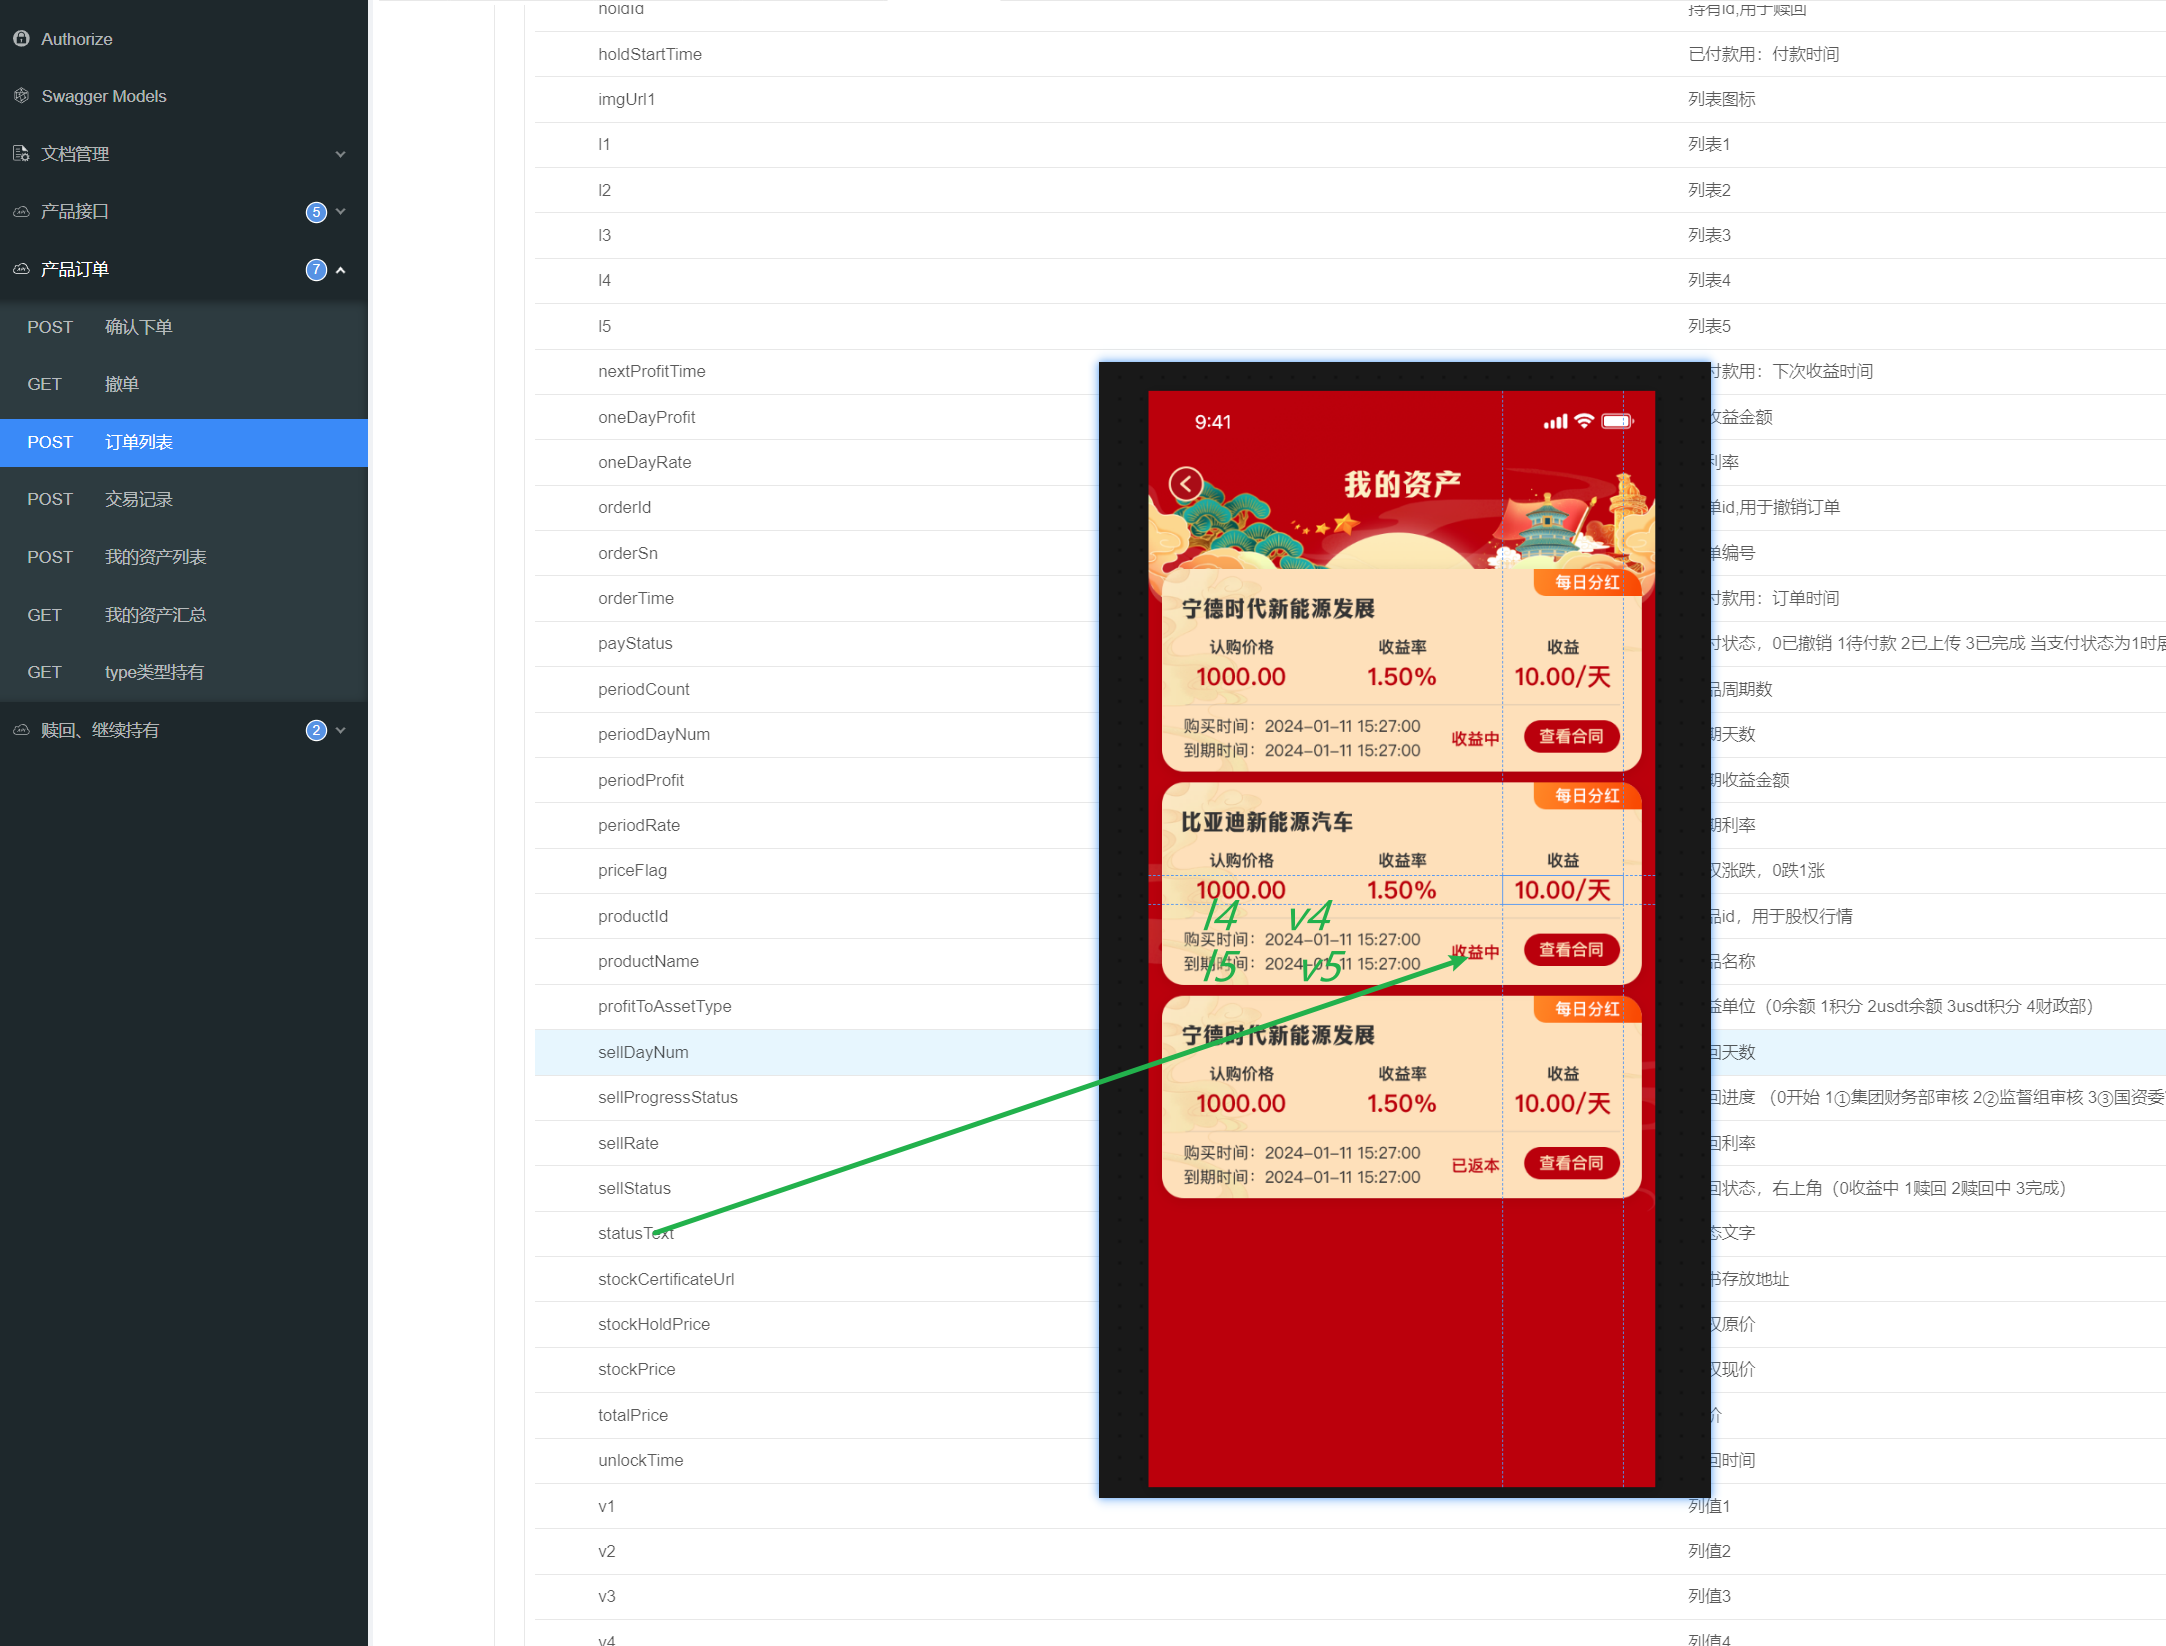 Authorize
Swagger Models
文档管理
产品接口 5
产品订单 7
POST 确认下单
GET 撤单
POST 订单列表
POST 交易记录
POST 我的资产列表
GET 我的资产汇总
GET type类型持有
赎回、继续持有 2
holdId 持有id,用于赎回
holdStartTime 已付款用：付款时间
imgUrl1 列表图标
l1 列表1
l2 列表2
l3 列表3
l4 列表4
l5 列表5
nextProfitTime 付款用：下次收益时间
oneDayProfit 收益金额
oneDayRate 利率
orderId 单id,用于撤销订单
orderSn 单编号
orderTime 付款用：订单时间
payStatus 付状态，0已撤销 1待付款 2已上传 3已完成 当支付状态为1时展
periodCount 品周期数
periodDayNum 期天数
periodProfit 期收益金额
periodRate 期利率
priceFlag 权涨跌，0跌1涨
productId 品id，用于股权行情
productName 品名称
profitToAssetType 益单位（0余额 1积分 2usdt余额 3usdt积分 4财政部）
sellDayNum 回天数
sellProgressStatus 回进度 （0开始 1①集团财务部审核 2②监督组审核 3③国资委
sellRate 回利率
sellStatus 回状态，右上角（0收益中 1赎回 2赎回中 3完成）
statusText 态文字
stockCertificateUrl 书存放地址
stockHoldPrice 权原价
stockPrice 权现价
totalPrice 价
unlockTime 回时间
v1 列值1
v2 列值2
v3 列值3
v4 列值4
9:41
我的资产
每日分红
宁德时代新能源发展
认购价格 收益率 收益
1000.00 1.50% 10.00/天
购买时间：2024-01-11 15:27:00
到期时间：2024-01-11 15:27:00
收益中 查看合同
每日分红
比亚迪新能源汽车
认购价格 收益率 收益
1000.00 1.50% 10.00/天
l4 v4
购买时间：2024-01-11 15:27:00
l5 v5
到期时间：2024-01-11 15:27:00
收益中 查看合同
每日分红
宁德时代新能源发展
认购价格 收益率 收益
1000.00 1.50% 10.00/天
购买时间：2024-01-11 15:27:00
到期时间：2024-01-11 15:27:00
已返本 查看合同